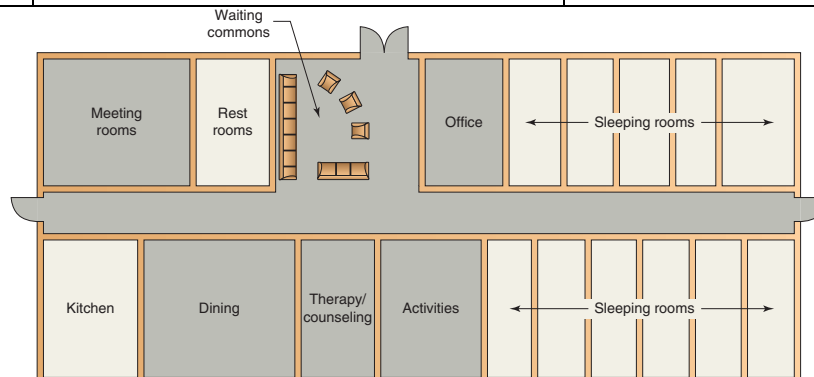 Waiting
commons
Meeting
rooms
Rest
rooms
Office
Sleeping rooms
Kitchen
Dining
Therapy/
counseling
Activities
Sleeping rooms